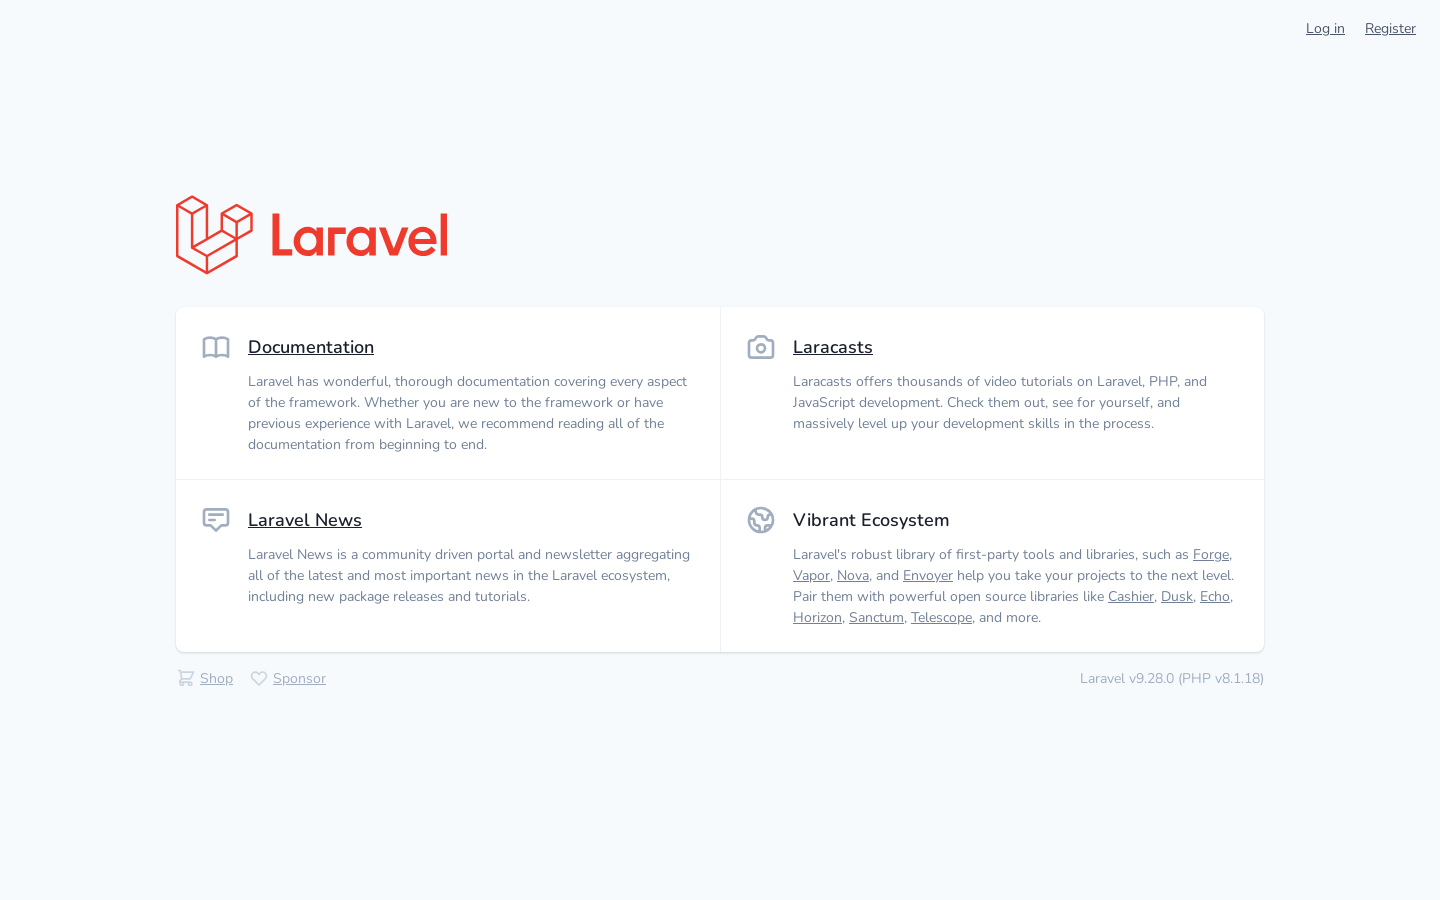 Log in Register
Laravel
Documentation
Laravel has wonderful, thorough documentation covering every aspect
of the framework. Whether you are new to the framework or have
previous experience with Laravel, we recommend reading all of the
documentation from beginning to end.
Laracasts
Laracasts offers thousands of video tutorials on Laravel, PHP, and
JavaScript development. Check them out, see for yourself, and
massively level up your development skills in the process.
Laravel News
Laravel News is a community driven portal and newsletter aggregating
all of the latest and most important news in the Laravel ecosystem,
including new package releases and tutorials.
Vibrant Ecosystem
Laravel's robust library of first-party tools and libraries, such as Forge,
Vapor, Nova, and Envoyer help you take your projects to the next level.
Pair them with powerful open source libraries like Cashier, Dusk, Echo,
Horizon, Sanctum, Telescope, and more.
Shop Sponsor
Laravel v9.28.0 (PHP v8.1.18)